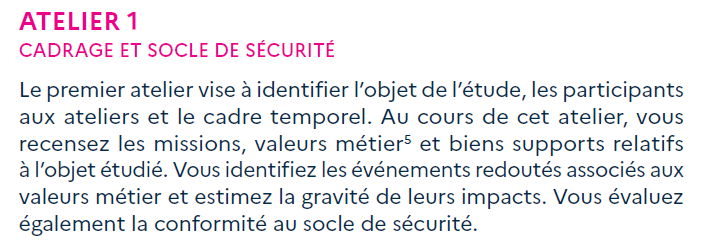 ATELIER 1
CADRAGE ET SOCLE DE SÉCURITÉ
Le premier atelier vise à identifier l’objet de l’étude, les participants
aux ateliers et le cadre temporel. Au cours de cet atelier, vous
recensez les missions, valeurs métier⁵ et biens supports relatifs
à l’objet étudié. Vous identifiez les événements redoutés associés aux
valeurs métier et estimez la gravité de leurs impacts. Vous évaluez
également la conformité au socle de sécurité.